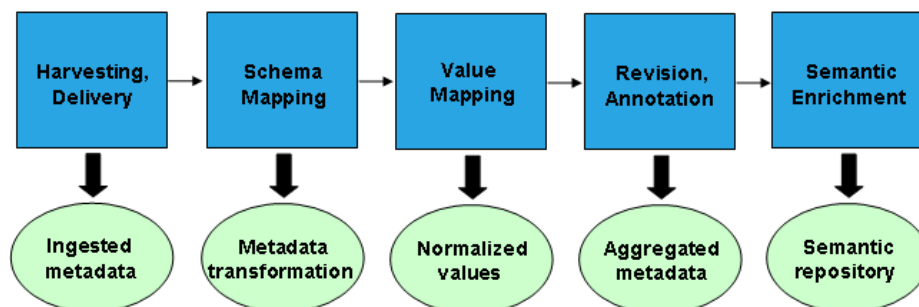 Harvesting,
Delivery
Schema
Mapping
Value
Mapping
Revision,
Annotation
Semantic
Enrichment
Ingested
metadata
Metadata
transformation
Normalized
values
Aggregated
metadata
Semantic
repository